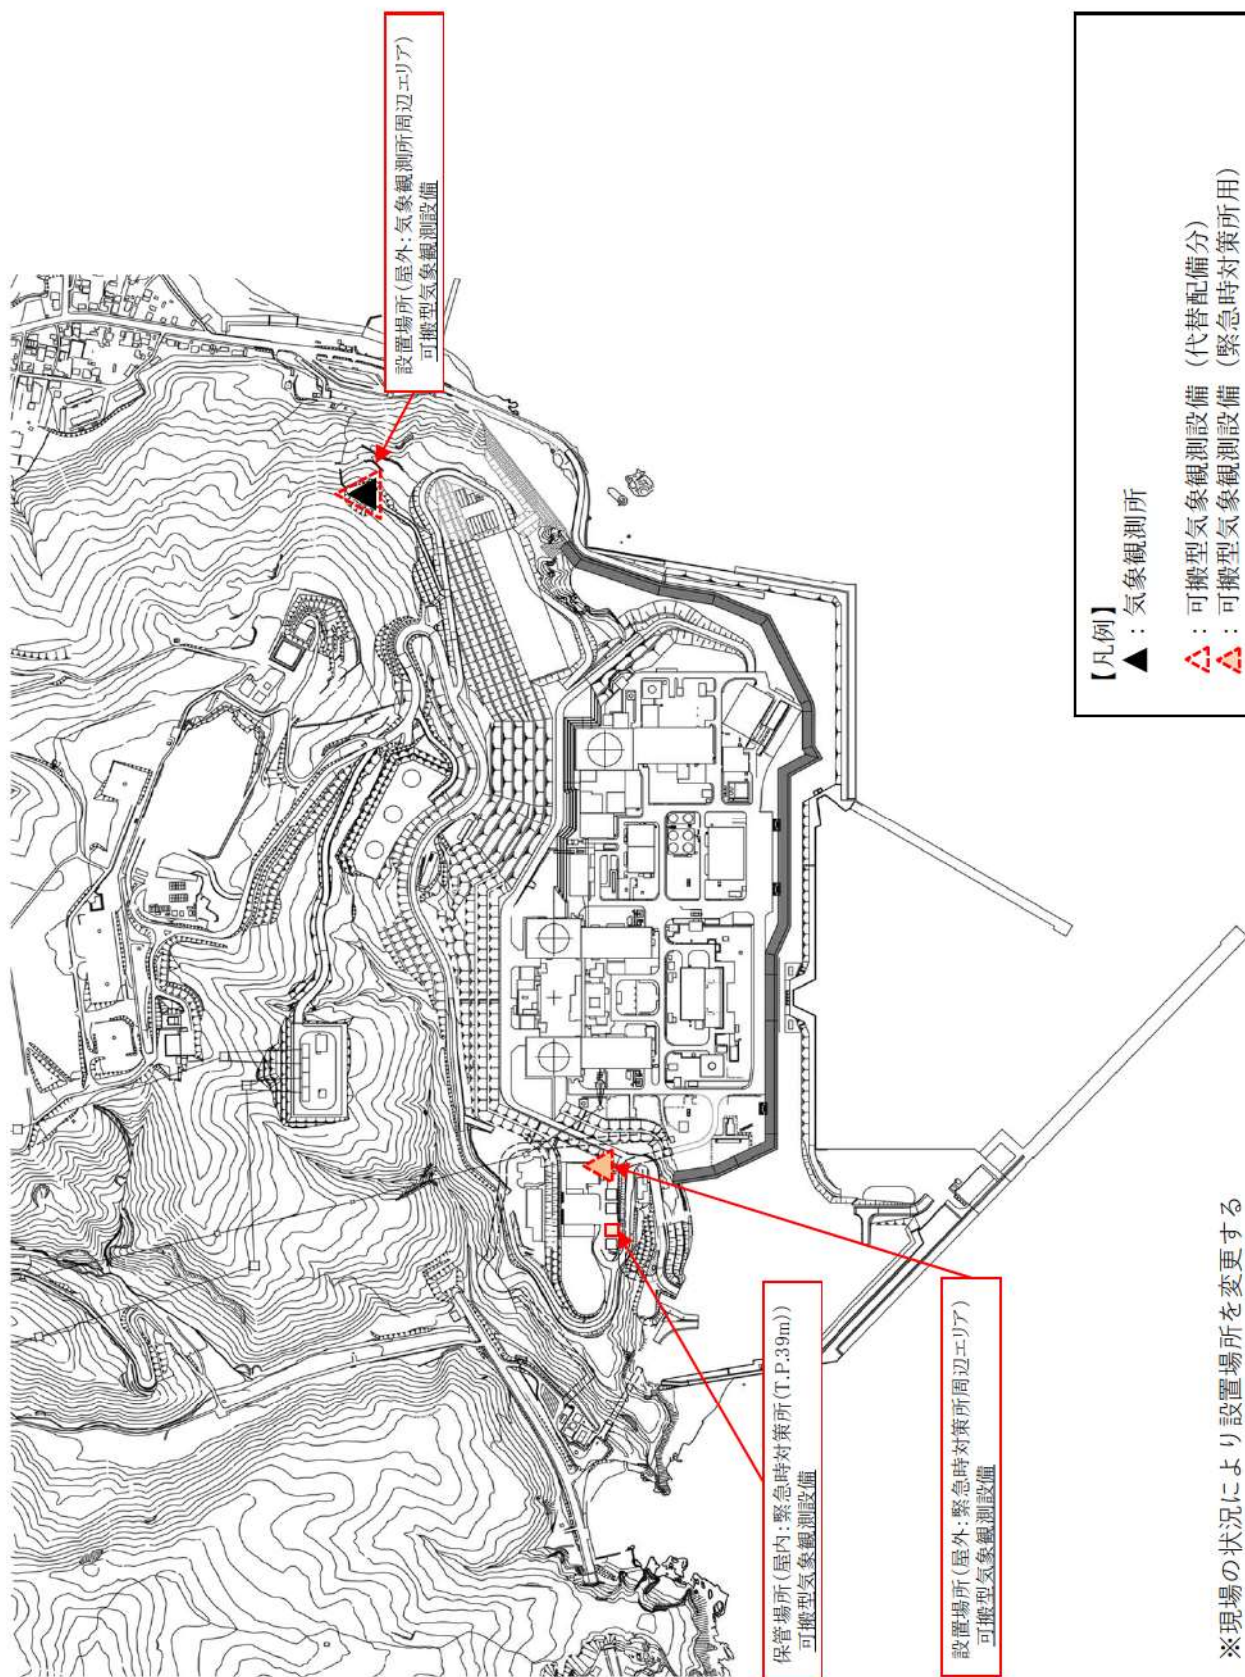 設置場所(屋外:気象観測所周辺エリア)
可搬型気象観測設備
保管場所(屋内:緊急時対策所(T.P.39m))
可搬型気象観測設備
設置場所(屋外:緊急時対策所周辺エリア)
可搬型気象観測設備
【凡例】
▲:気象観測所
:可搬型気象観測設備(代替配備分)
:可搬型気象観測設備(緊急時対策所用)
※現場の状況により設置場所を変更する